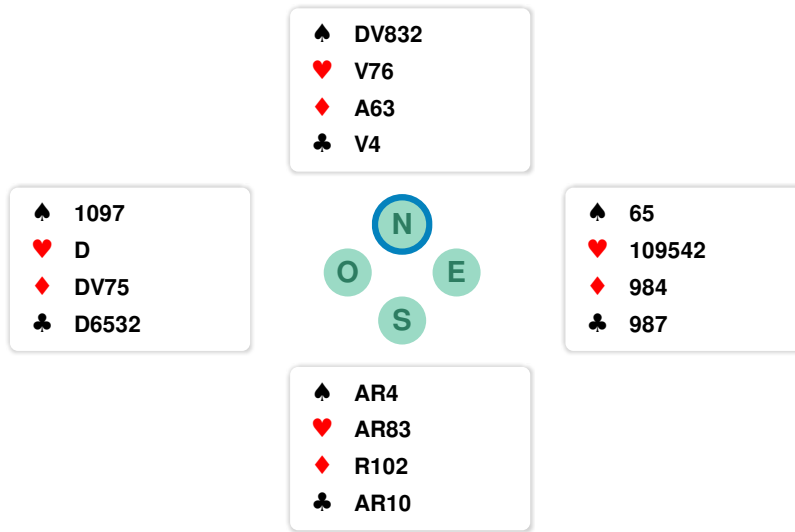 ♠ DV832
♥ V76
♦ A63
♣ V4
♠ 1097
♥ D
♦ DV75
♣ D6532
N
O E
S
♠ 65
♥ 109542
♦ 984
♣ 987
♠ AR4
♥ AR83
♦ R102
♣ AR10